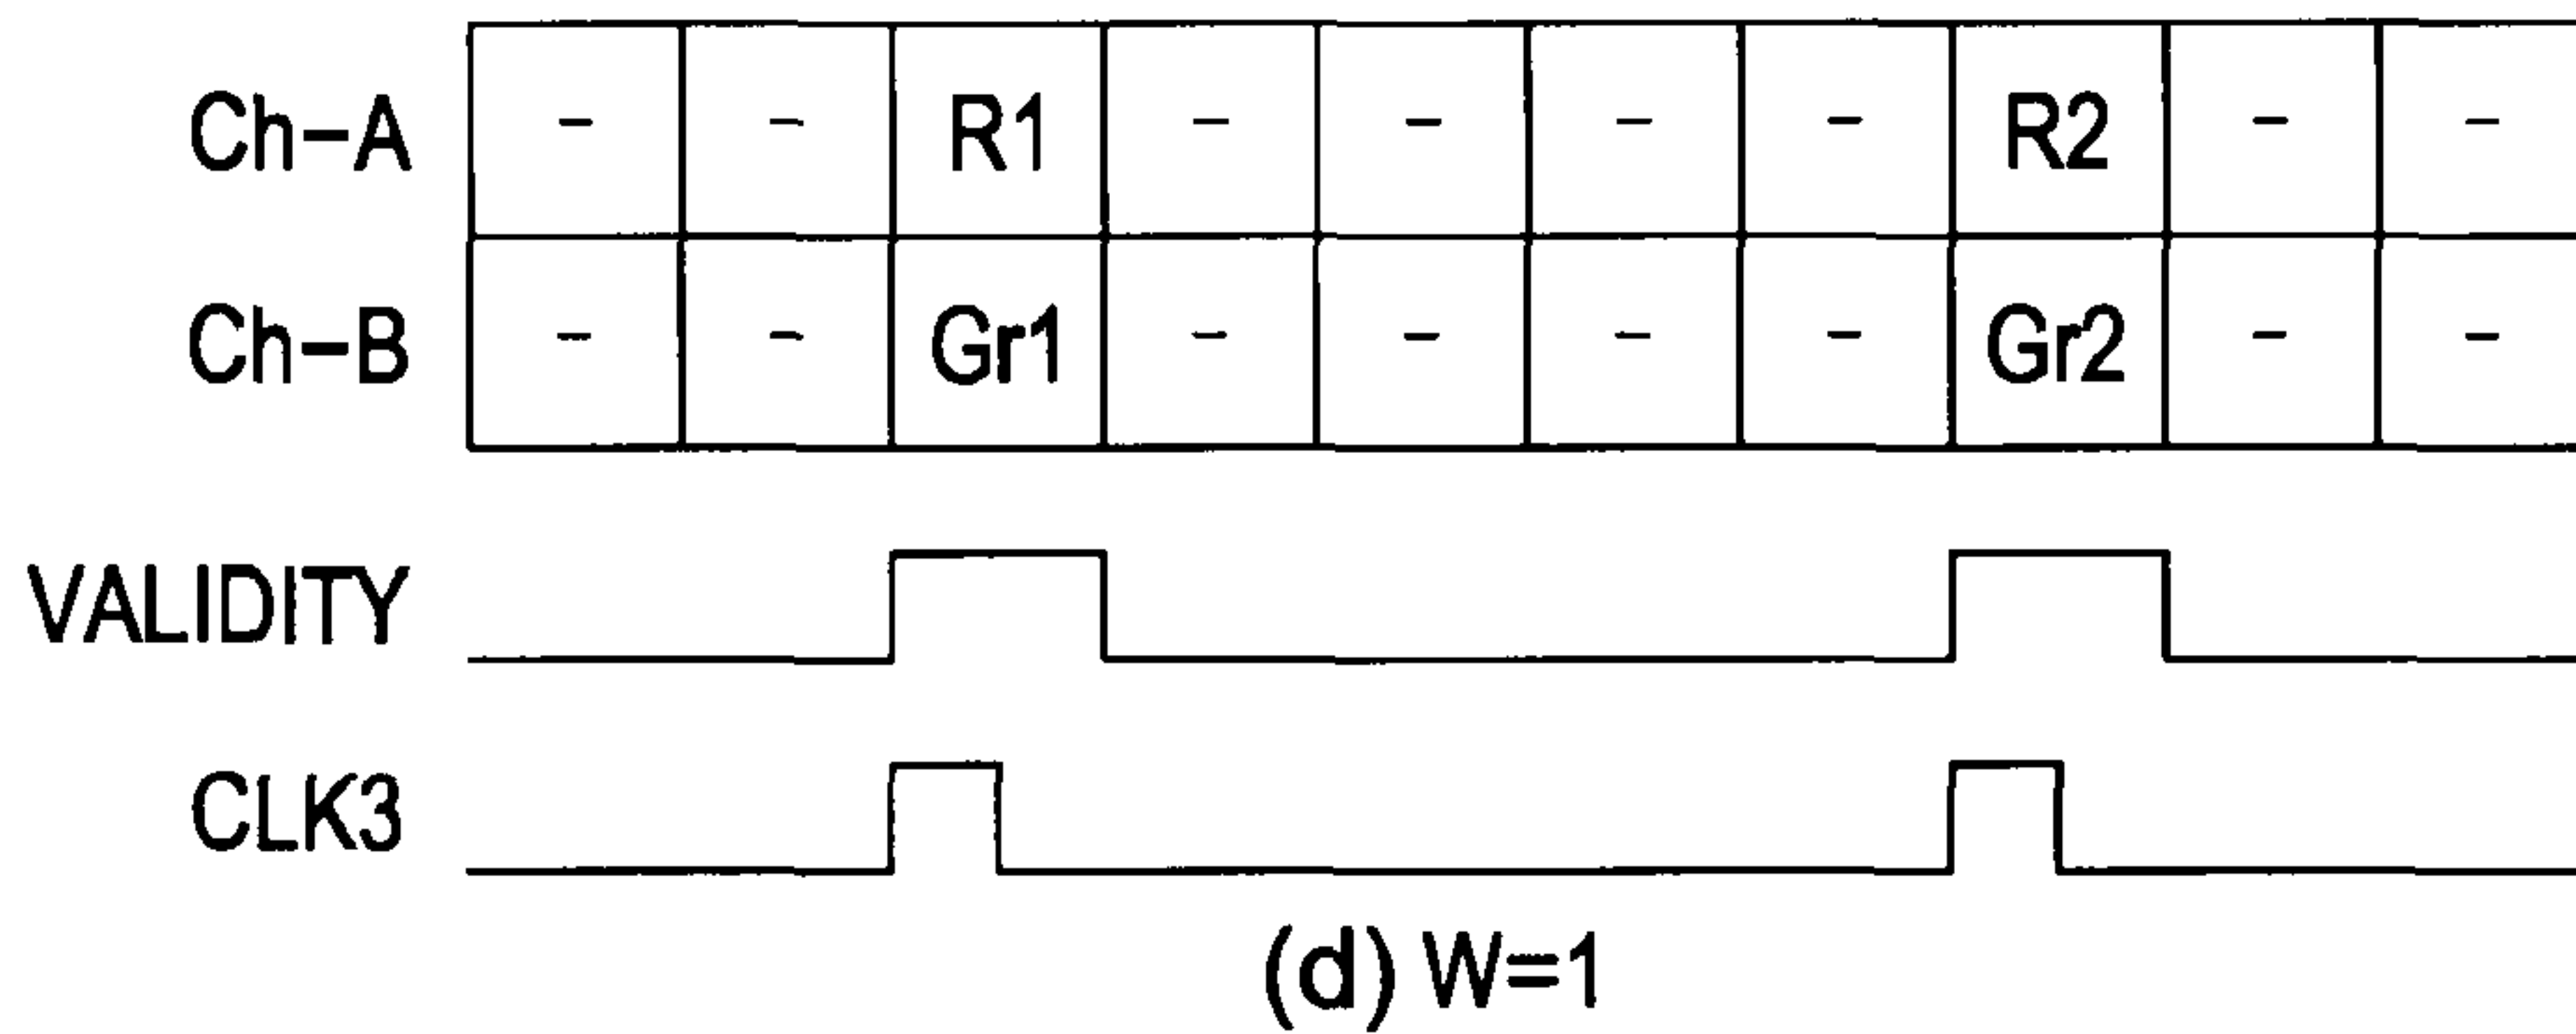 Ch-A - - R1 - - - - R2 - -
Ch-B - - Gr1 - - - - Gr2 - -
VALIDITY
CLK3
(d) W=1